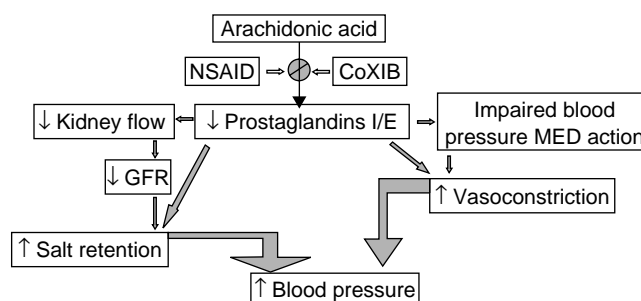 Arachidonic acid
NSAID
CoXIB
↓ Kidney flow
↓ Prostaglandins I/E
Impaired blood
pressure MED action
↓ GFR
↑ Vasoconstriction
↑ Salt retention
↑ Blood pressure